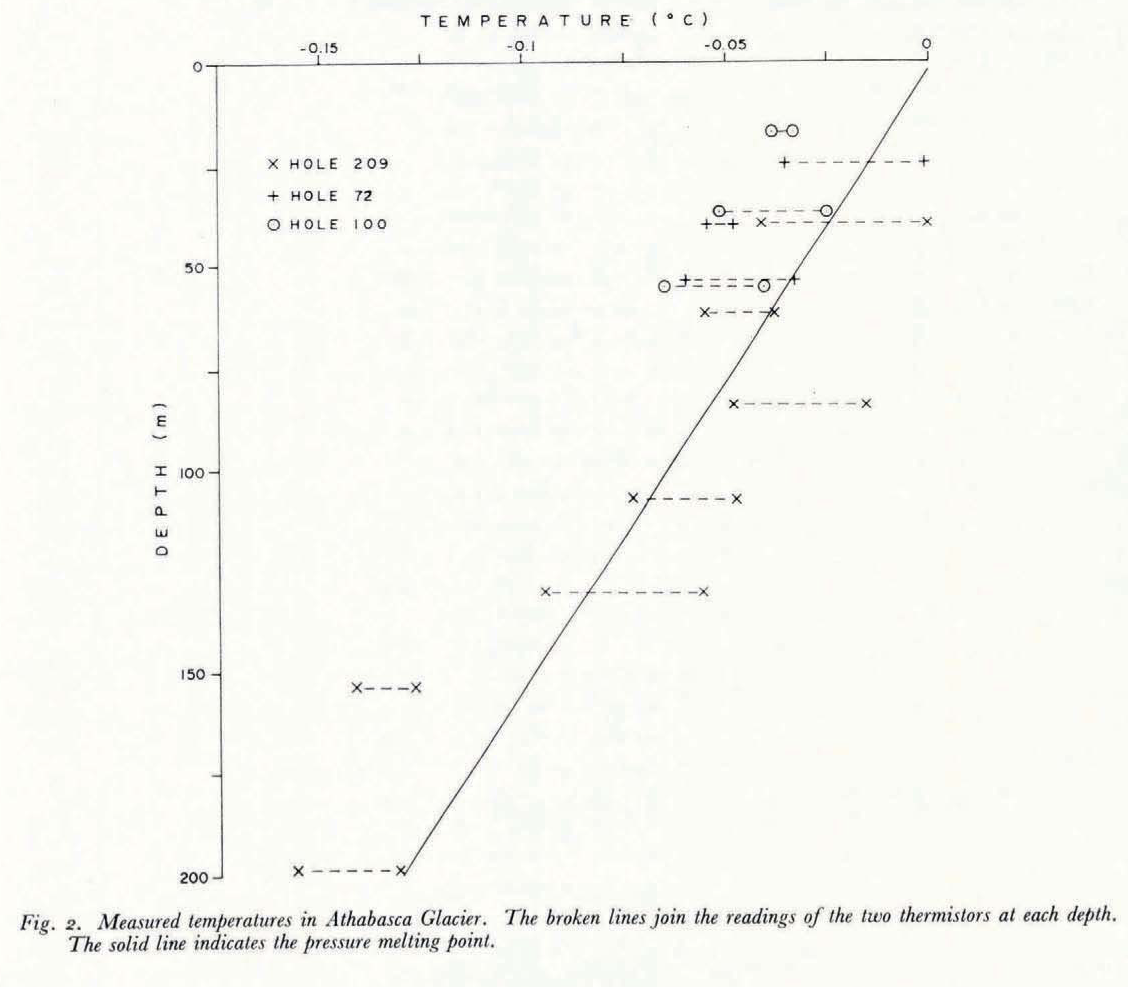 TEMPERATURE (°C)
-0.15 -0.1 -0.05 0
0
× HOLE 209
+ HOLE 72
○ HOLE 100
50
DEPTH (m)
100
150
200
Fig. 2. Measured temperatures in Athabasca Glacier. The broken lines join the readings of the two thermistors at each depth.
The solid line indicates the pressure melting point.